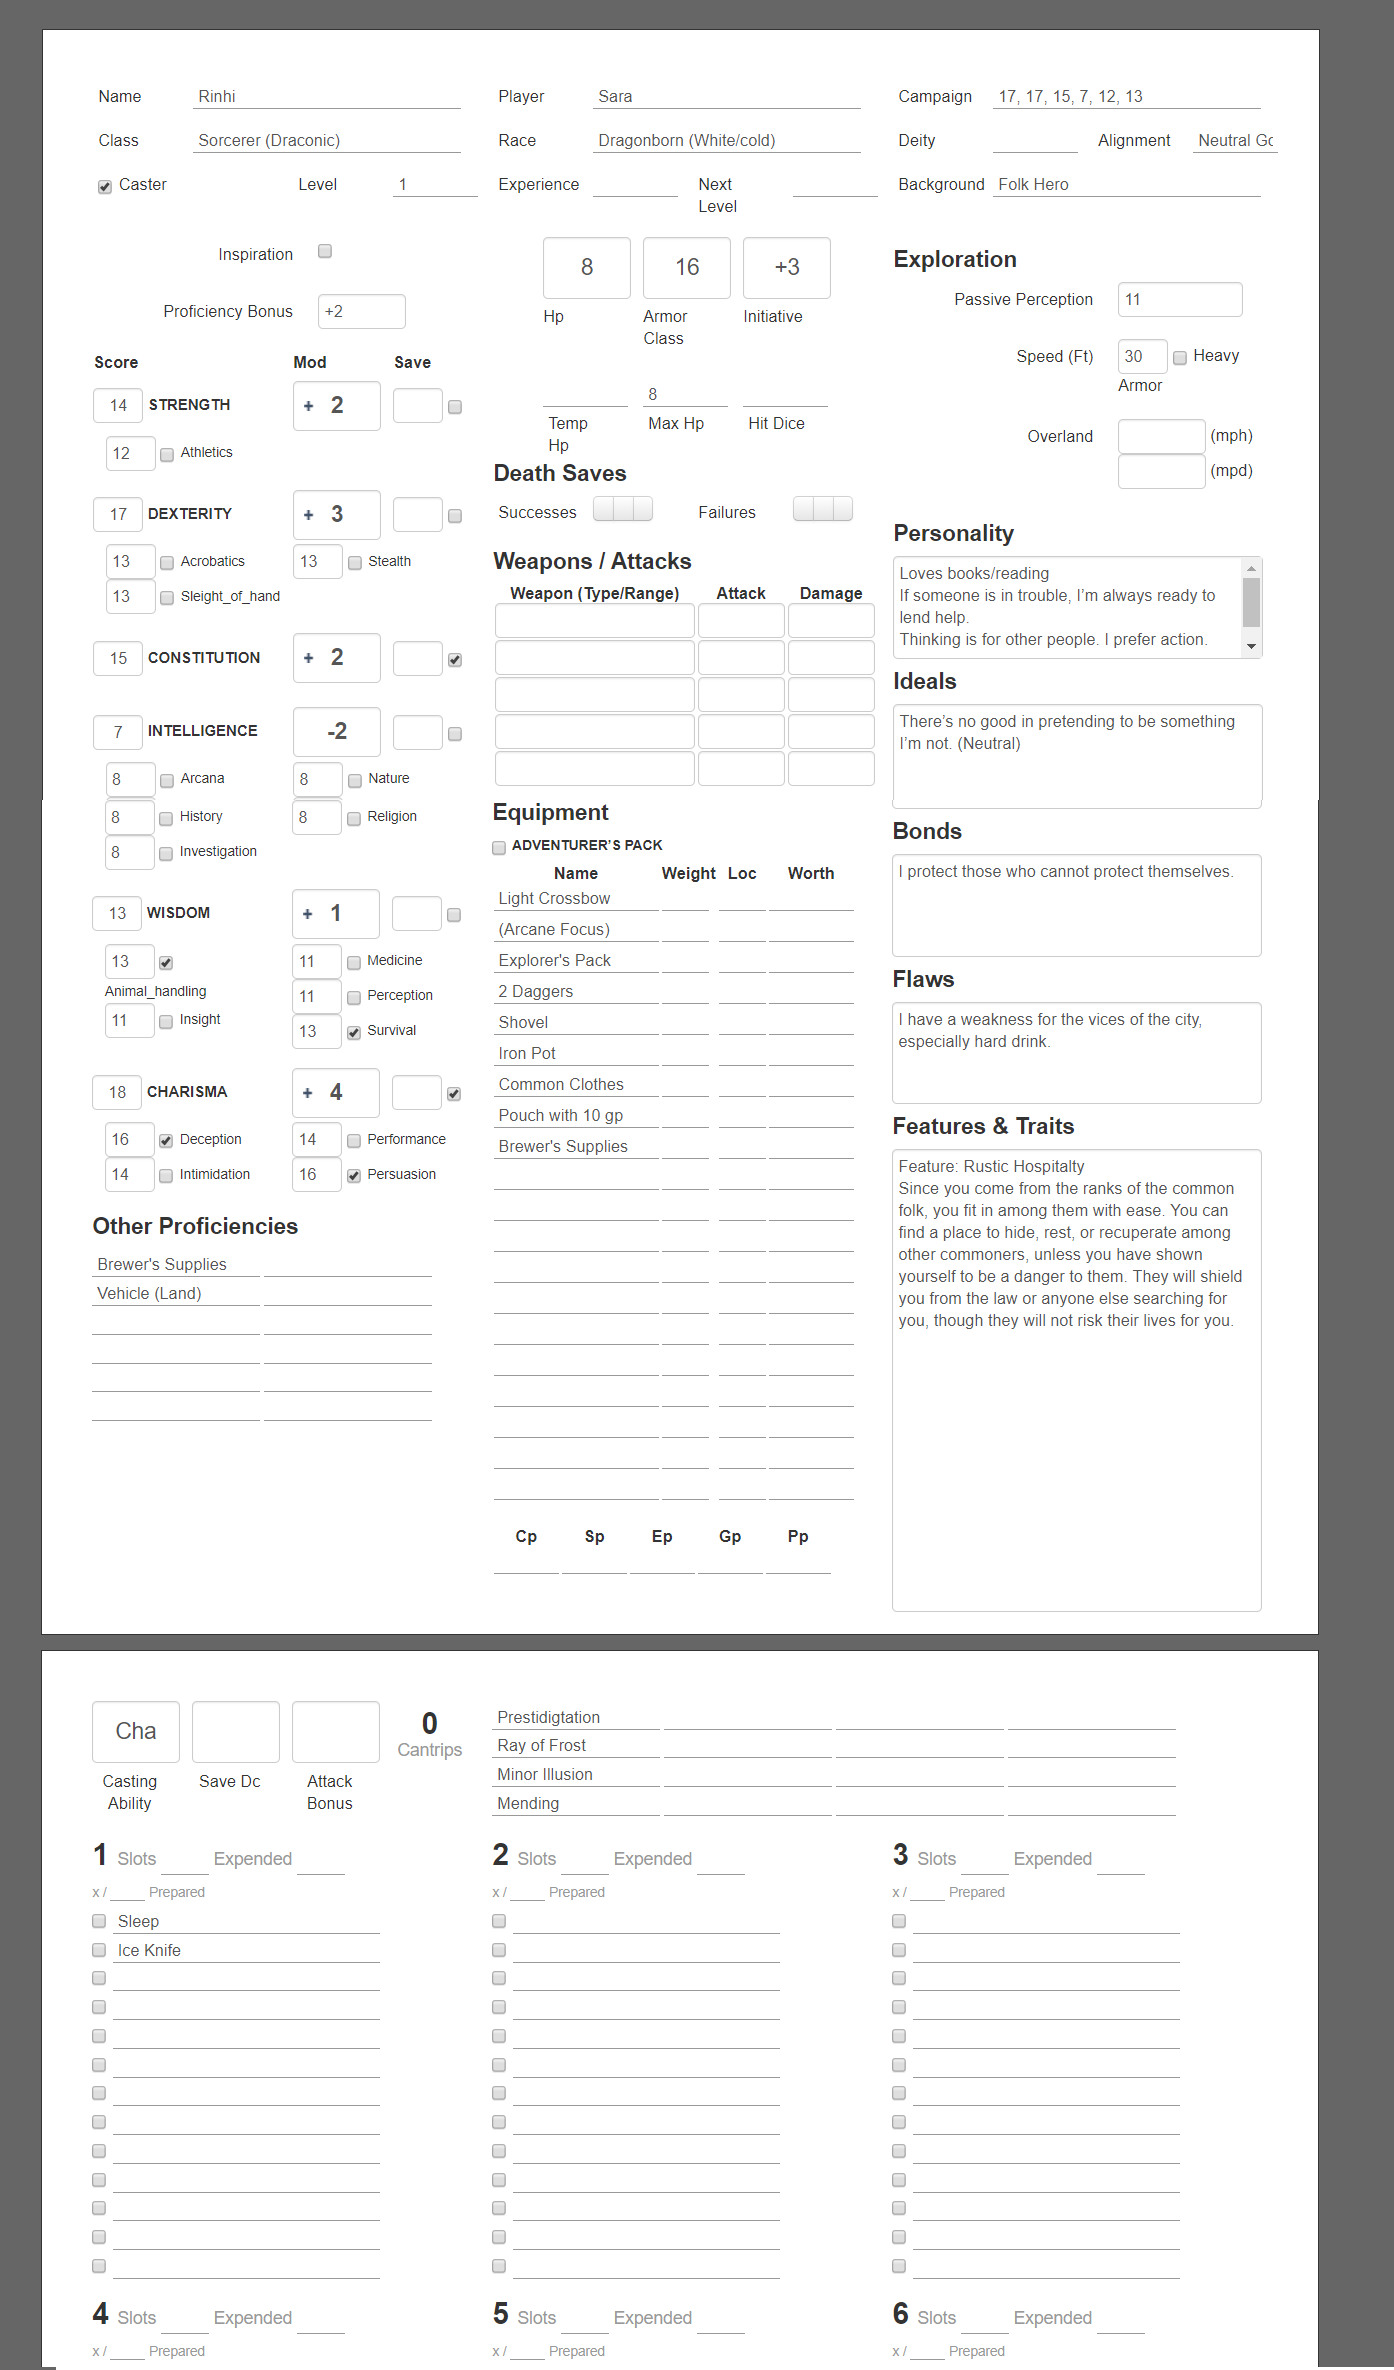 Name Rinhi Player Sara Campaign 17, 17, 15, 7, 12, 13
Class Sorcerer (Draconic) Race Dragonborn (White/cold) Deity Alignment Neutral Gc
Caster Level 1 Experience Next Level Background Folk Hero
Inspiration
Proficiency Bonus +2
Score Mod Save
14 STRENGTH + 2
12 Athletics
17 DEXTERITY + 3
13 Acrobatics 13 Stealth
13 Sleight_of_hand
15 CONSTITUTION + 2
7 INTELLIGENCE -2
8 Arcana 8 Nature
8 History 8 Religion
8 Investigation
13 WISDOM + 1
13 Animal_handling 11 Medicine
11 Perception
11 Insight 13 Survival
18 CHARISMA + 4
16 Deception 14 Performance
14 Intimidation 16 Persuasion
Other Proficiencies
Brewer's Supplies
Vehicle (Land)
8 16 +3
Hp Armor Class Initiative
8
Temp Hp Max Hp Hit Dice
Death Saves
Successes Failures
Weapons / Attacks
Weapon (Type/Range) Attack Damage
Equipment
ADVENTURER'S PACK
Name Weight Loc Worth
Light Crossbow
(Arcane Focus)
Explorer's Pack
2 Daggers
Shovel
Iron Pot
Common Clothes
Pouch with 10 gp
Brewer's Supplies
Cp Sp Ep Gp Pp
Exploration
Passive Perception 11
Speed (Ft) 30 Heavy
Armor
Overland (mph)
(mpd)
Personality
Loves books/reading
If someone is in trouble, I'm always ready to
lend help.
Thinking is for other people. I prefer action.
Ideals
There's no good in pretending to be something
I'm not. (Neutral)
Bonds
I protect those who cannot protect themselves.
Flaws
I have a weakness for the vices of the city,
especially hard drink.
Features & Traits
Feature: Rustic Hospitalty
Since you come from the ranks of the common
folk, you fit in among them with ease. You can
find a place to hide, rest, or recuperate among
other commoners, unless you have shown
yourself to be a danger to them. They will shield
you from the law or anyone else searching for
you, though they will not risk their lives for you.
Cha
Casting Ability Save Dc Attack Bonus
0
Cantrips
Prestidigtation
Ray of Frost
Minor Illusion
Mending
1 Slots Expended 2 Slots Expended 3 Slots Expended
x / Prepared x / Prepared x / Prepared
Sleep
Ice Knife
4 Slots Expended 5 Slots Expended 6 Slots Expended
x / Prepared x / Prepared x / Prepared